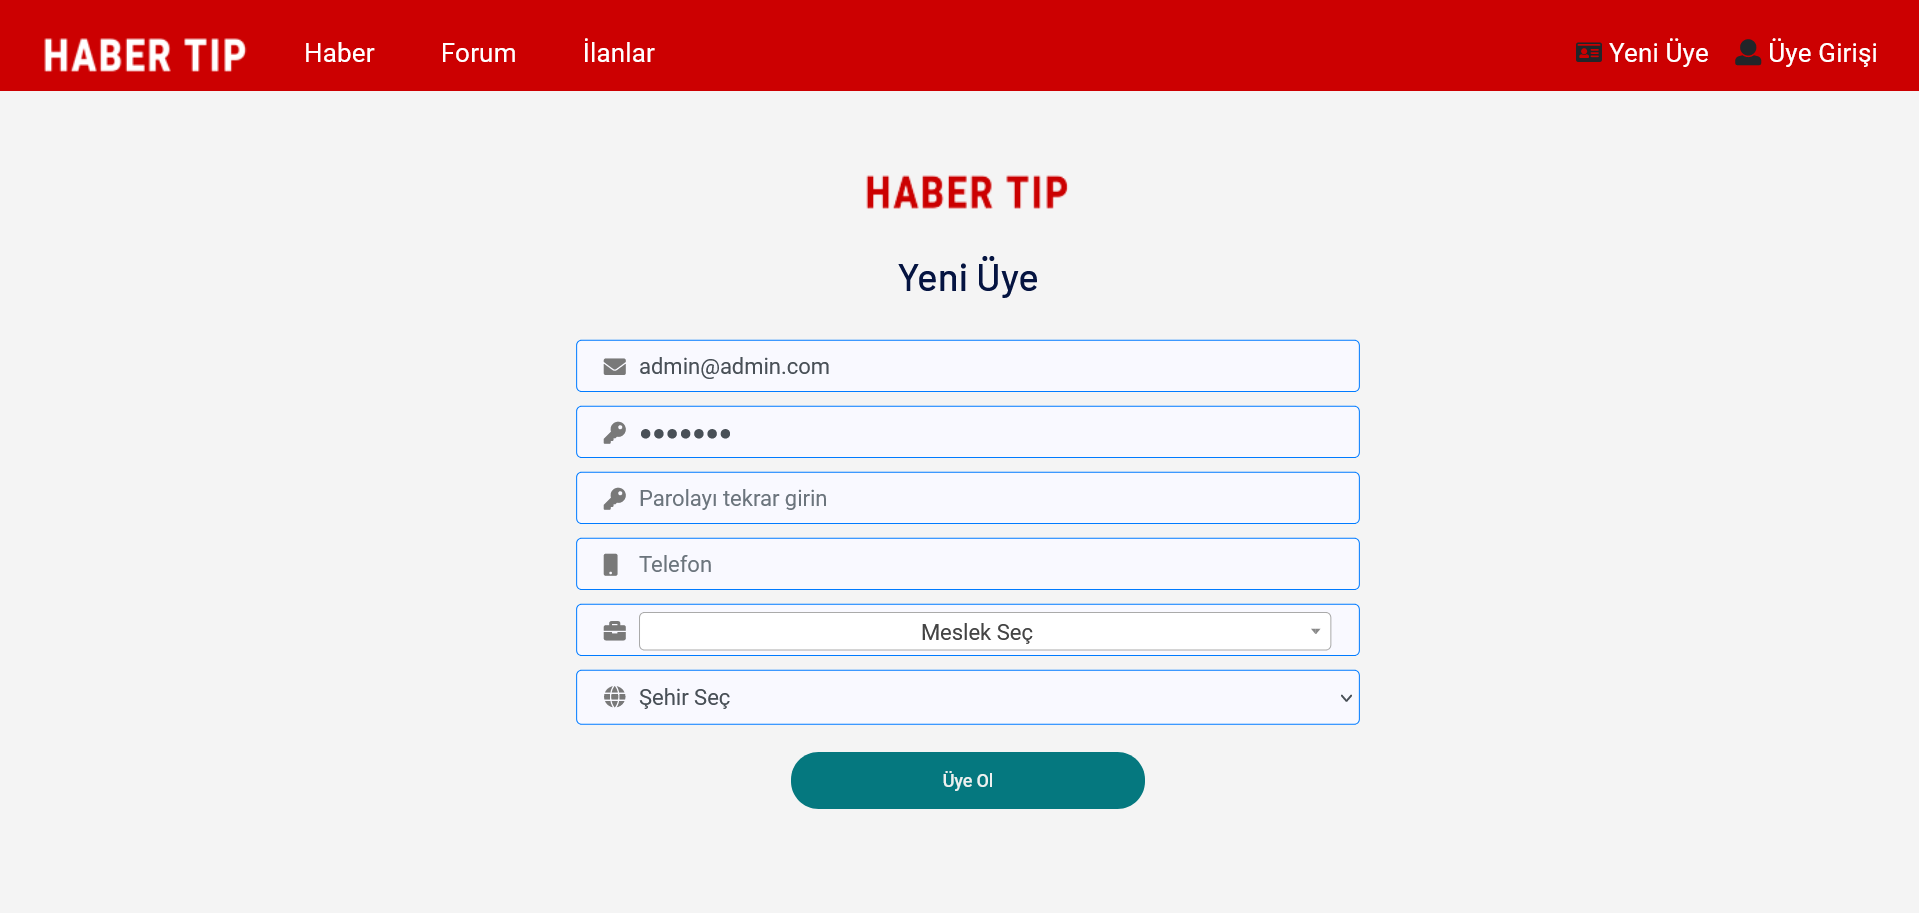 HABER TIP
Haber
Forum
İlanlar
Yeni Üye
Üye Girişi
HABER TIP
Yeni Üye
admin@admin.com
•••••••
Parolayı tekrar girin
Telefon
Meslek Seç
Şehir Seç
Üye Ol